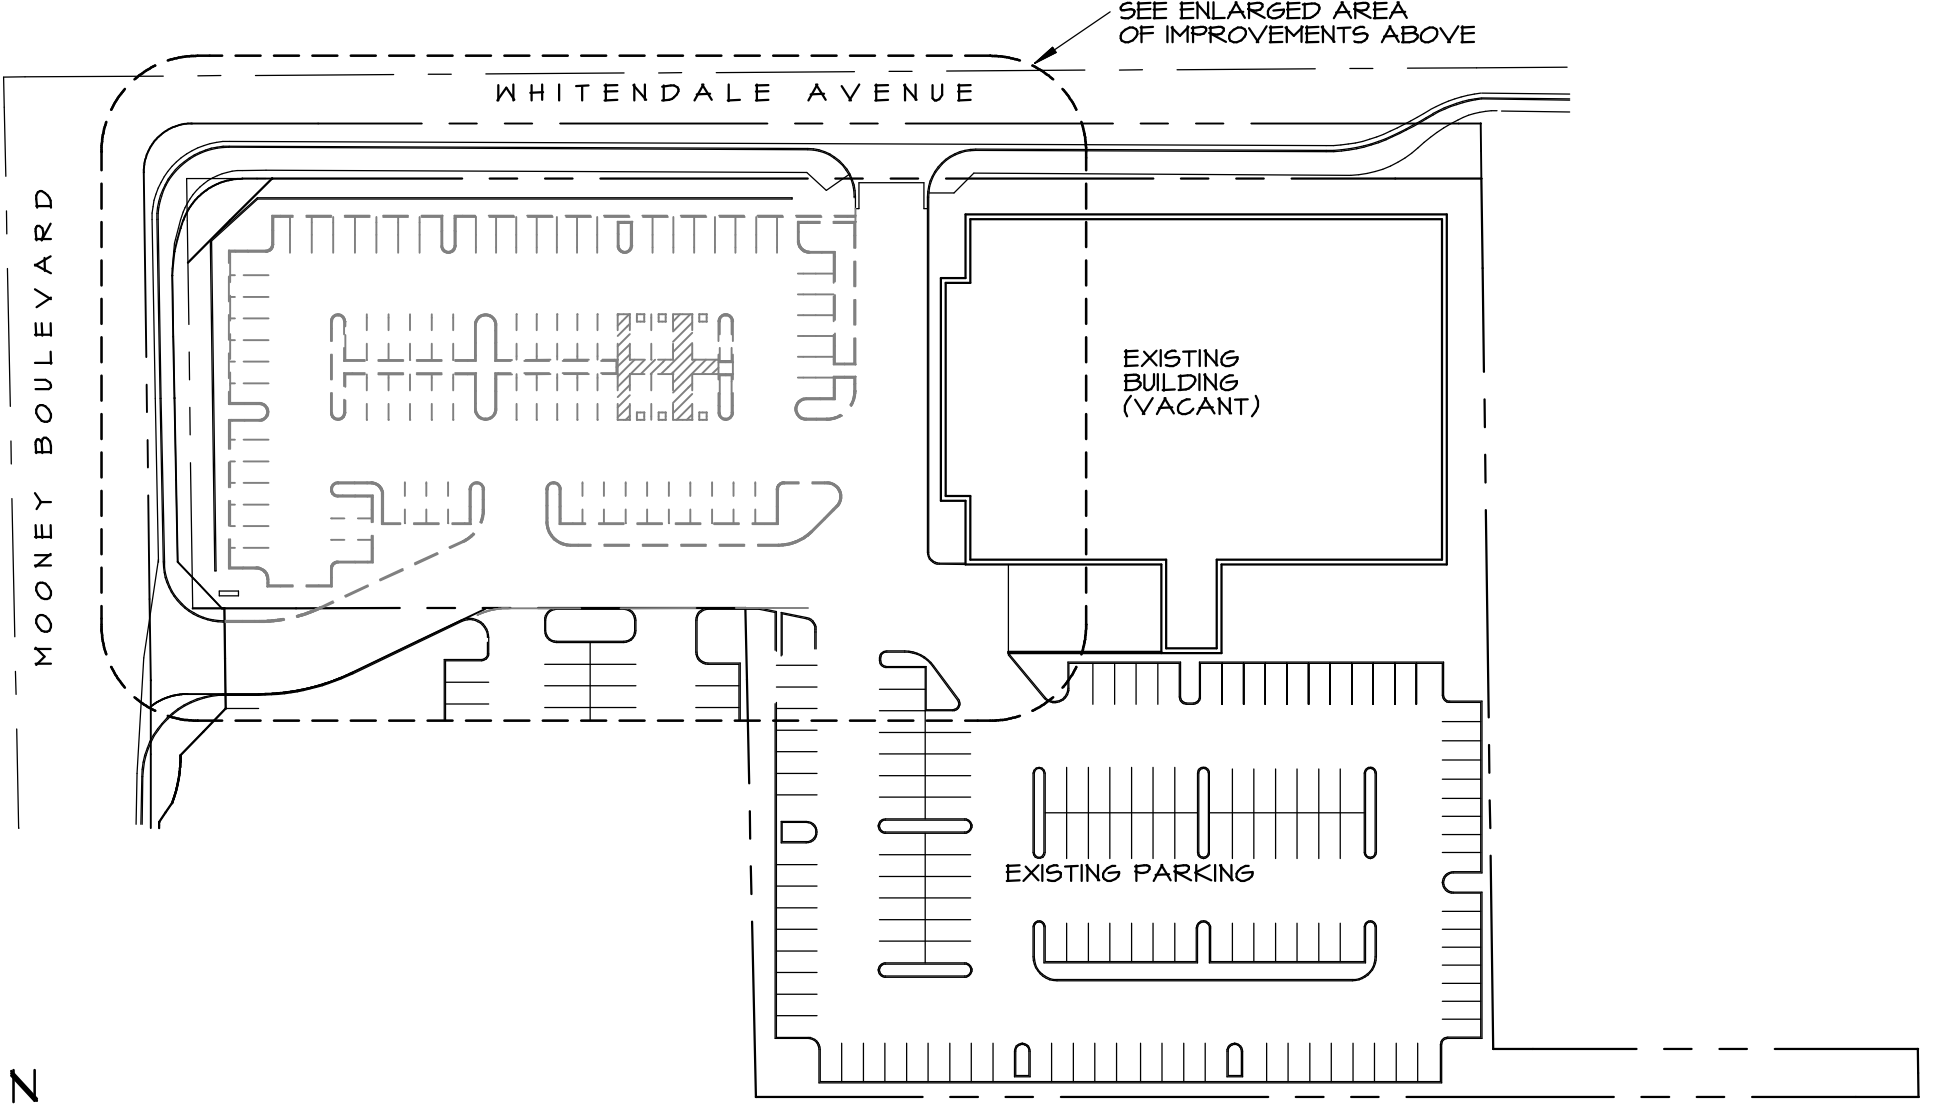 SEE ENLARGED AREA
OF IMPROVEMENTS ABOVE
WHITENDALE AVENUE
MOONEY BOULEVARD
EXISTING
BUILDING
(VACANT)
EXISTING PARKING
N